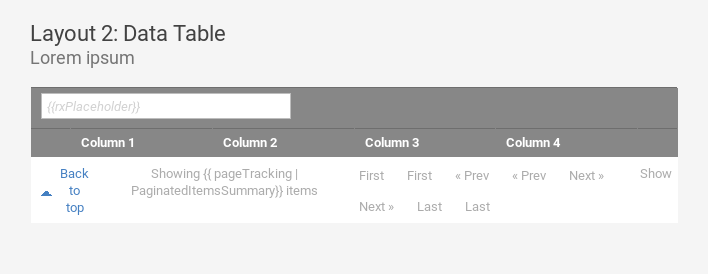 Layout 2: Data Table
Lorem ipsum
{{rxPlaceholder}}
Column 1 Column 2 Column 3 Column 4
Back to top
Showing {{ pageTracking |
PaginatedItemsSummary}} items
First First « Prev « Prev Next » Show
Next » Last Last